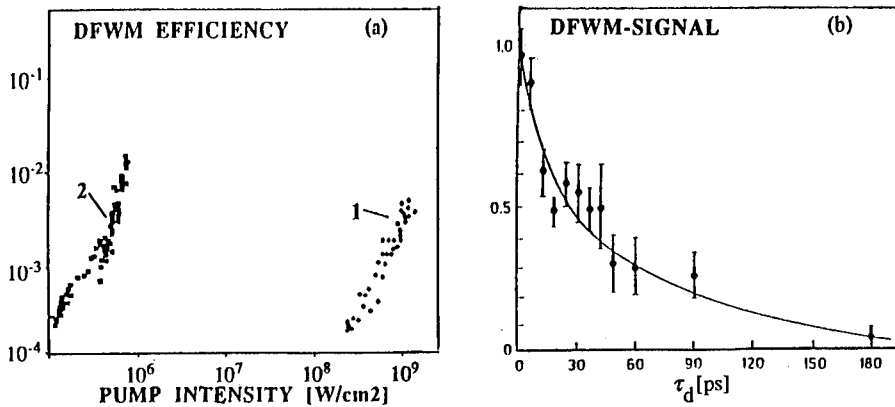 DFWM EFFICIENCY (a)
10-1
10-2
10-3
10-4
2
1
106
107
108
109
PUMP INTENSITY [W/cm2]
DFWM-SIGNAL (b)
1.0
0.5
0
0 30 60 90 120 150 180
τd [ps]